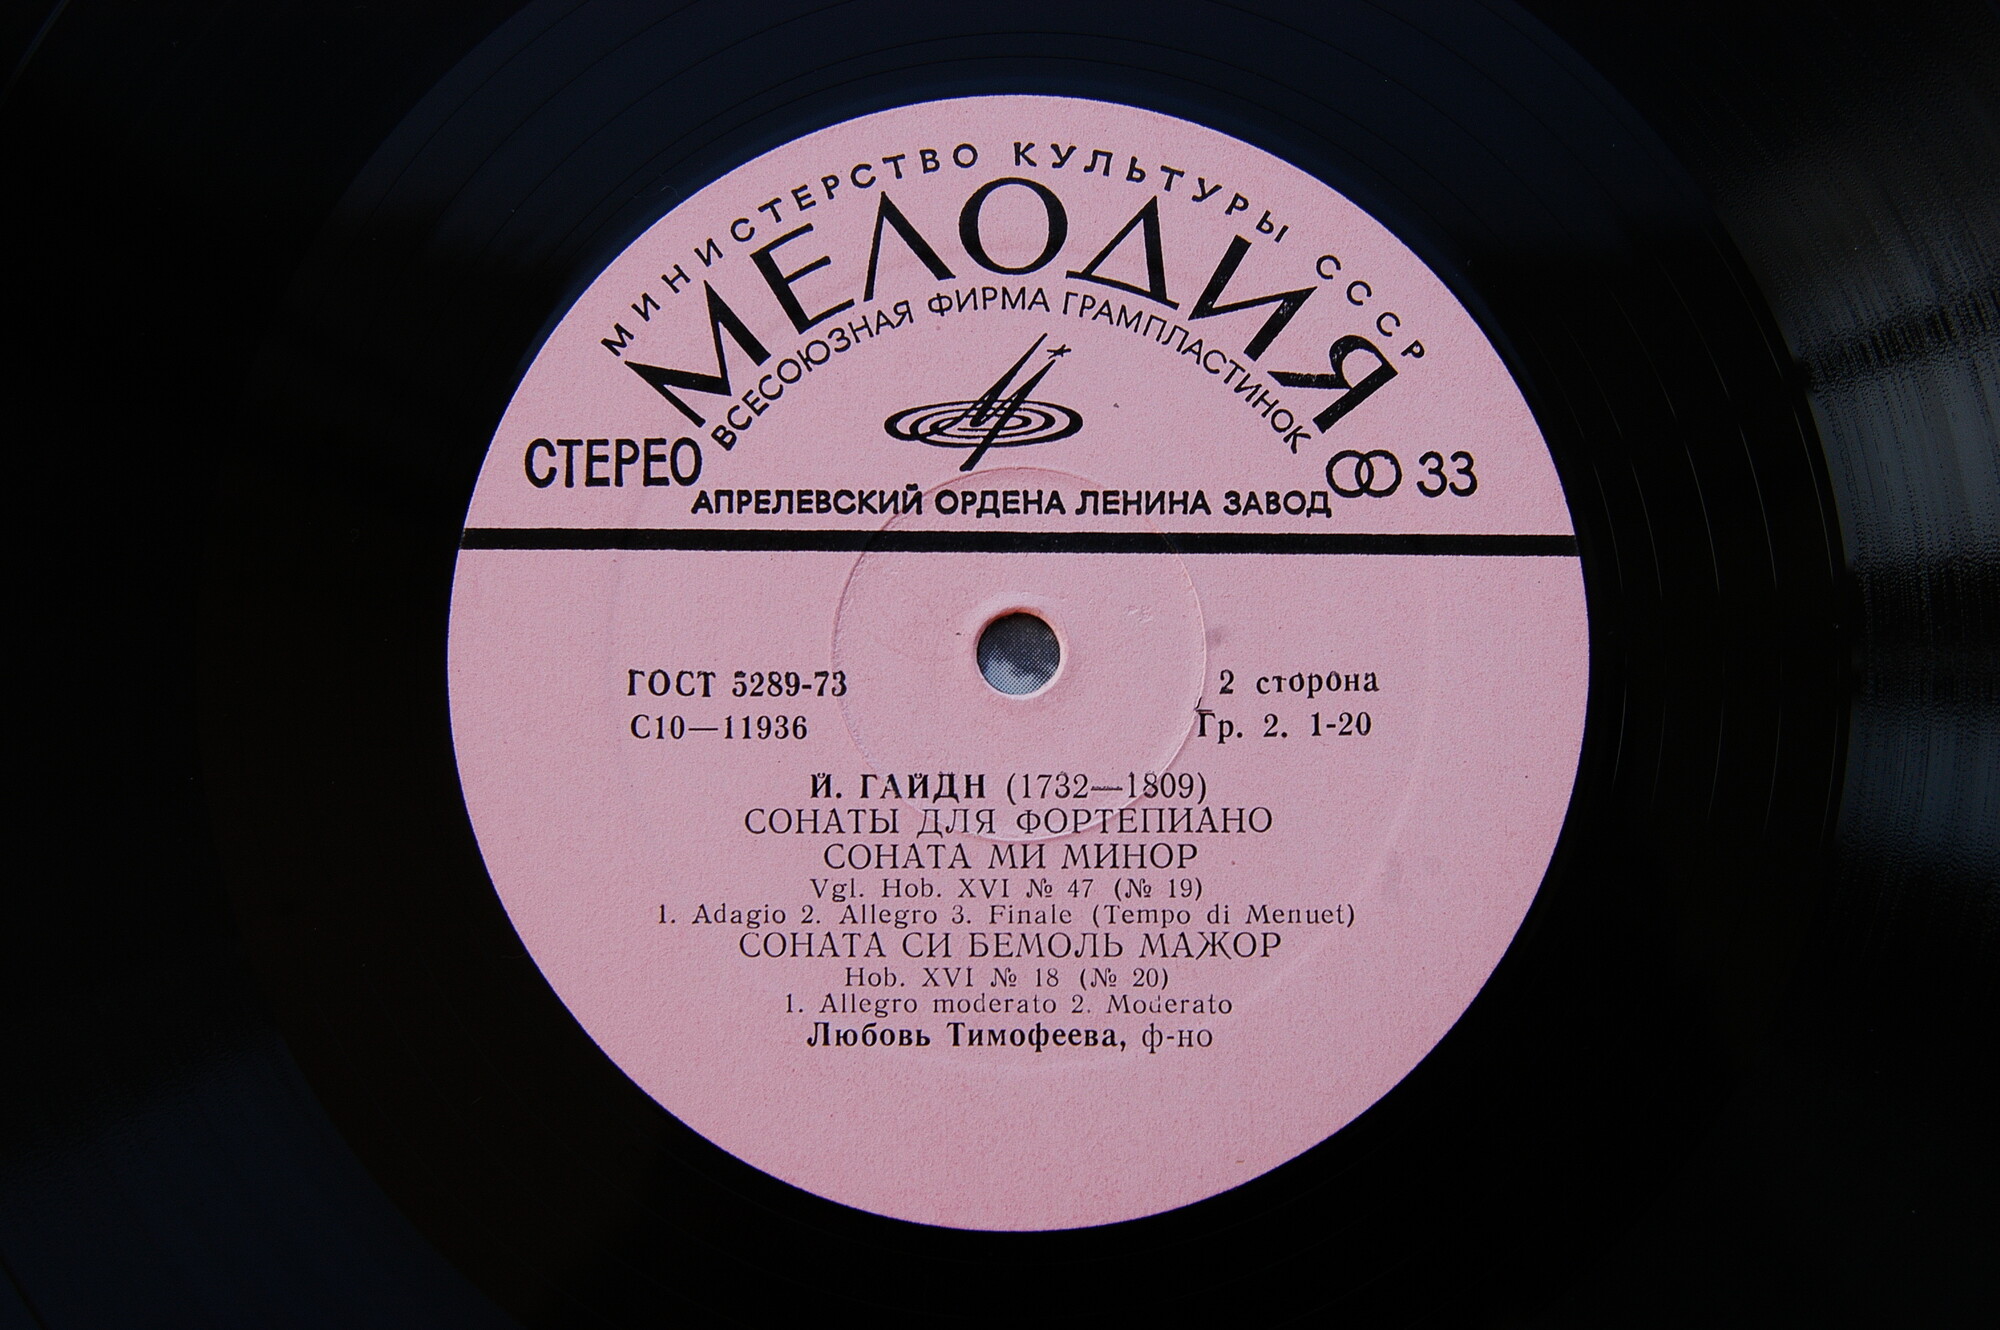 МИНИСТЕРСТВО КУЛЬТУРЫ СССР
МЕЛОДИЯ
ВСЕСОЮЗНАЯ ФИРМА ГРАМПЛАСТИНОК
СТЕРЕО
33
АПРЕЛЕВСКИЙ ОРДЕНА ЛЕНИНА ЗАВОД
ГОСТ 5289-73
2 сторона
С10—11936
Гр. 2. 1-20
Й. ГАЙДН (1732—1809)
СОНАТЫ ДЛЯ ФОРТЕПИАНО
СОНАТА МИ МИНОР
Vgl. Hob. XVI № 47 (№ 19)
1. Adagio 2. Allegro 3. Finale (Tempo di Menuet)
СОНАТА СИ БЕМОЛЬ МАЖОР
Hob. XVI № 18 (№ 20)
1. Allegro moderato 2. Moderato
Любовь Тимофеева, ф-но